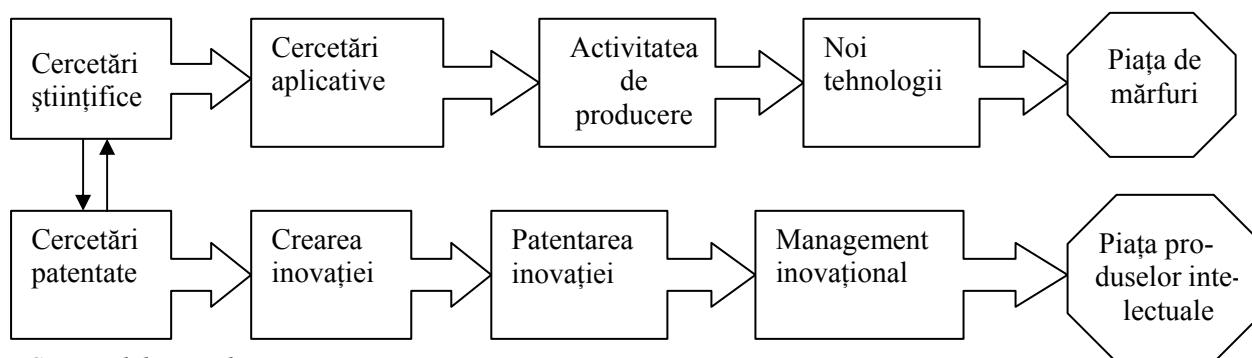 Cercetări
ştiințifice
Cercetări
aplicative
Activitatea
de
producere
Noi
tehnologii
Piața de
mărfuri
Cercetări
patentate
Crearea
inovației
Patentarea
inovației
Management
inovațional
Piața pro-
duselor inte-
lectuale